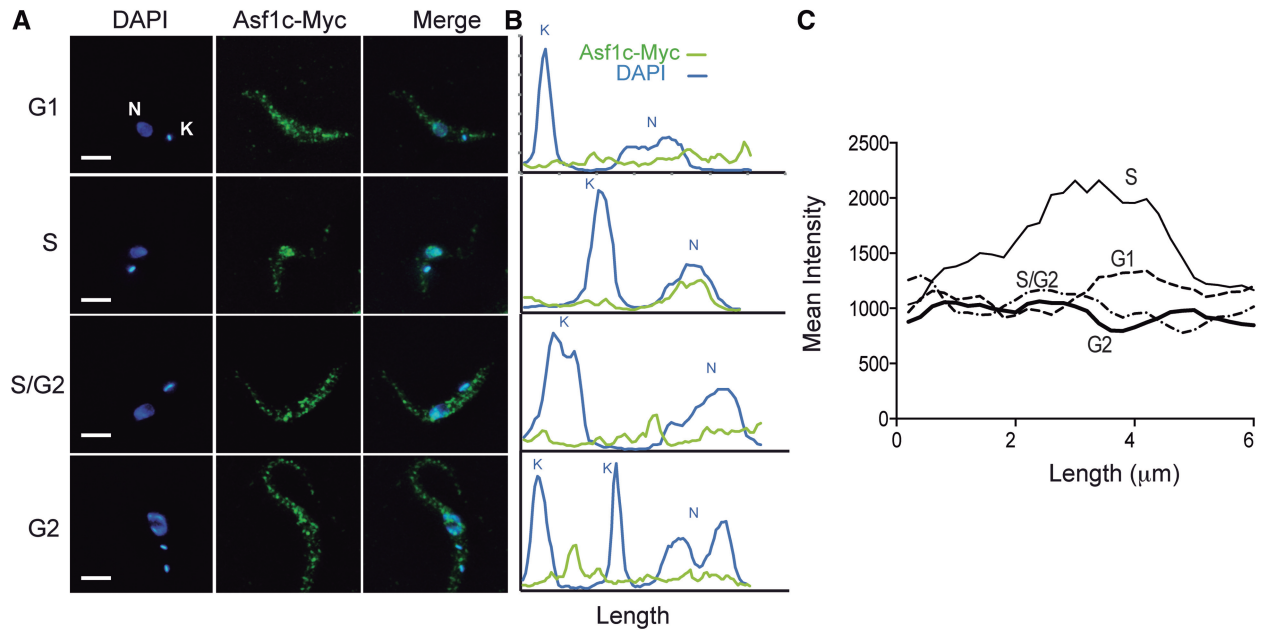 A DAPI Asf1c-Myc Merge B C
G1
N
K
K
Asf1c-Myc
DAPI
N
S
K
N
S/G2
K
N
G2
K
K
N
Length
2500
2000
1500
1000
500
0
Mean Intensity
S
G1
S/G2
G2
0 2 4 6
Length (μm)